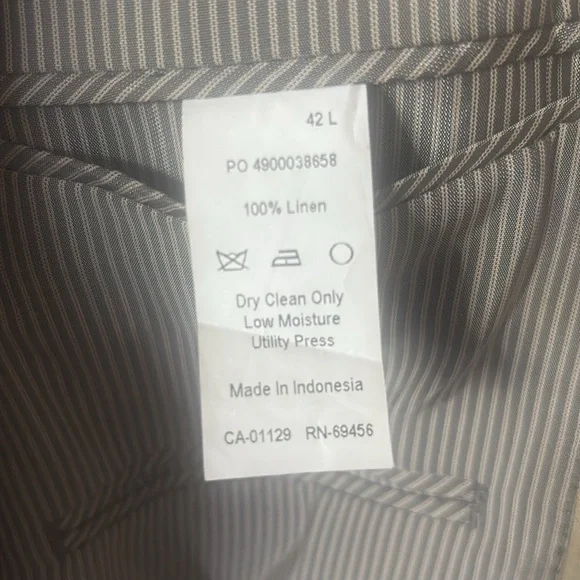 42 L
PO 4900038658
100% Linen
Dry Clean Only
Low Moisture
Utility Press
Made In Indonesia
CA-01129 RN-69456